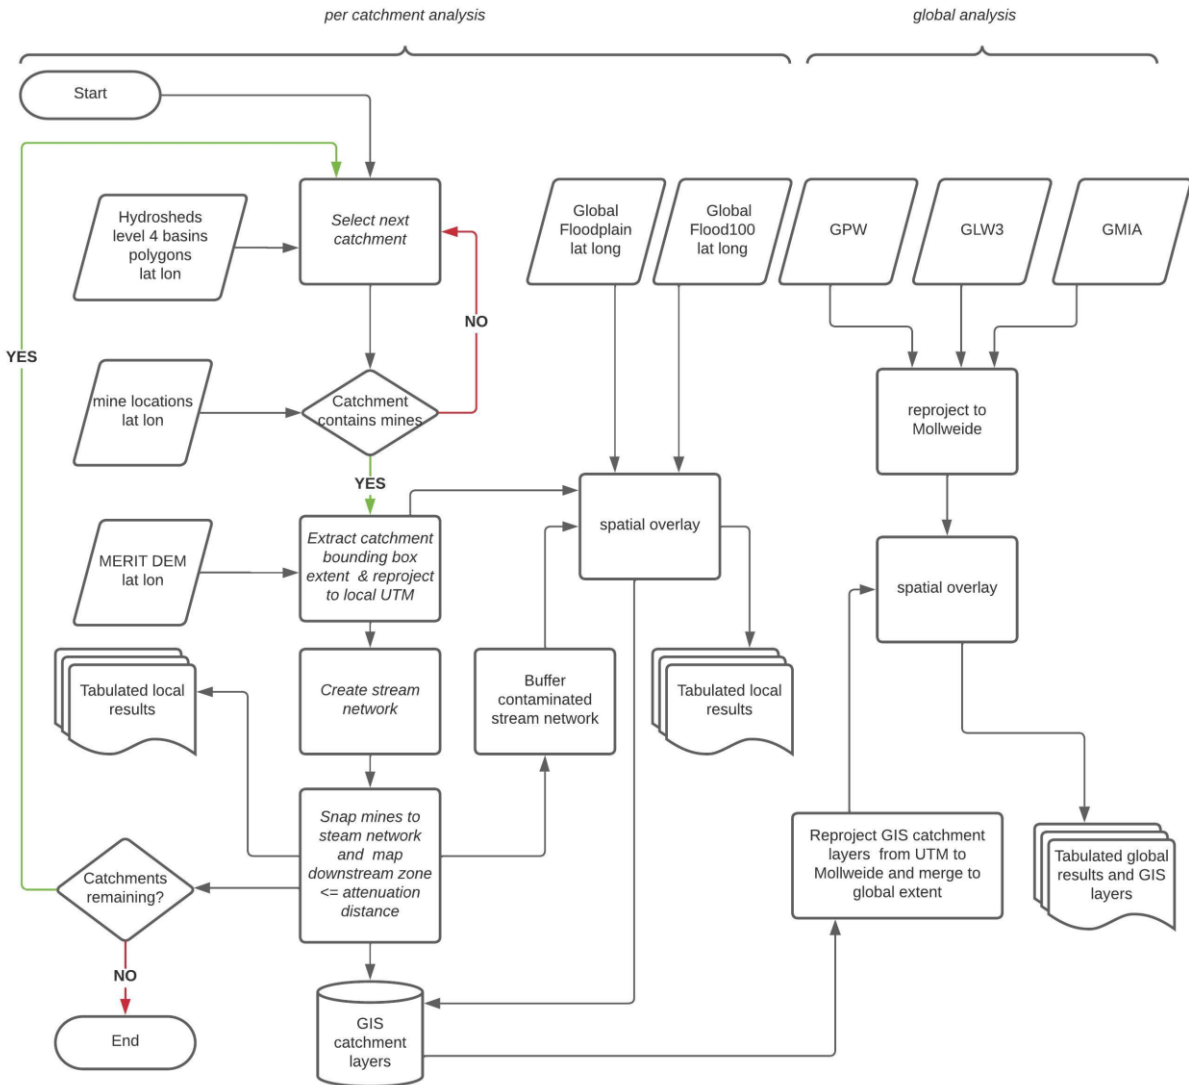 per catchment analysis
global analysis
Start
Hydrosheds
level 4 basins
polygons
lat lon
Select next
catchment
Global
Floodplain
lat long
Global
Flood100
lat long
GPW
GLW3
GMIA
NO
YES
mine locations
lat lon
Catchment
contains mines
reproject to
Mollweide
YES
MERIT DEM
lat lon
Extract catchment
bounding box
extent & reproject
to local UTM
spatial overlay
spatial overlay
Tabulated local
results
Create stream
network
Buffer
contaminated
stream network
Tabulated local
results
Snap mines to
steam network
and map
downstream zone
<= attenuation
distance
Catchments
remaining?
Reproject GIS catchment
layers from UTM to
Mollweide and merge to
global extent
Tabulated global
results and GIS
layers
NO
End
GIS
catchment
layers